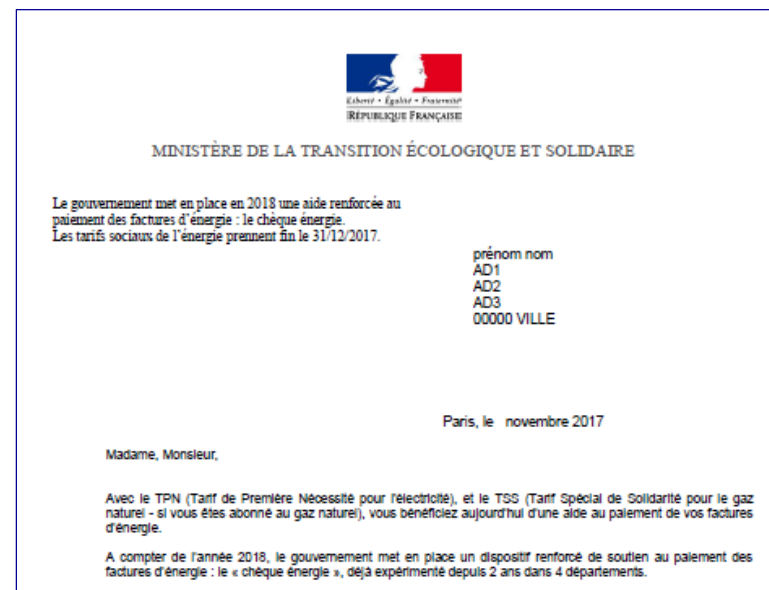 Liberté • Égalité • Fraternité
RÉPUBLIQUE FRANÇAISE
MINISTÈRE DE LA TRANSITION ÉCOLOGIQUE ET SOLIDAIRE
Le gouvernement met en place en 2018 une aide renforcée au
paiement des factures d'énergie : le chèque énergie.
Les tarifs sociaux de l'énergie prennent fin le 31/12/2017.
prénom nom
AD1
AD2
AD3
00000 VILLE
Paris, le novembre 2017
Madame, Monsieur,
Avec le TPN (Tarif de Première Nécessité pour l'électricité), et le TSS (Tarif Spécial de Solidarité pour le gaz
naturel - si vous êtes abonné au gaz naturel), vous bénéficiez aujourd'hui d'une aide au paiement de vos factures
d'énergie.
A compter de l'année 2018, le gouvernement met en place un dispositif renforcé de soutien au paiement des
factures d'énergie : le « chèque énergie », déjà expérimenté depuis 2 ans dans 4 départements.